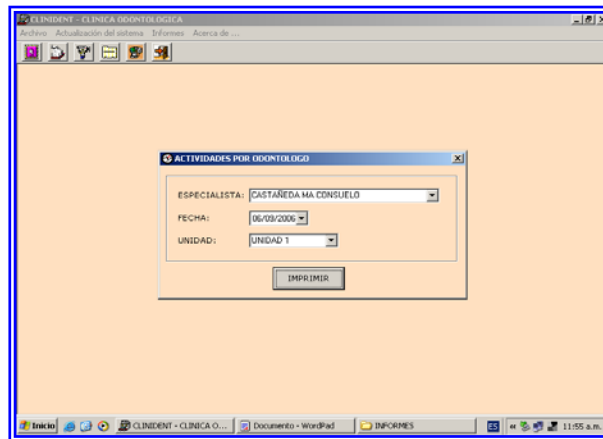 CLINIDENT - CLINICA ODONTOLOGICA
Archivo Actualización del sistema Informes Acerca de ...
ACTIVIDADES POR ODONTOLOGO
ESPECIALISTA: CASTAÑEDA MA CONSUELO
FECHA: 06/03/2006
UNIDAD: UNIDAD 1
IMPRIMIR
Inicio CLINIDENT - CLINICA O... Documento - WordPad INFORMES ES 11:55 a.m.